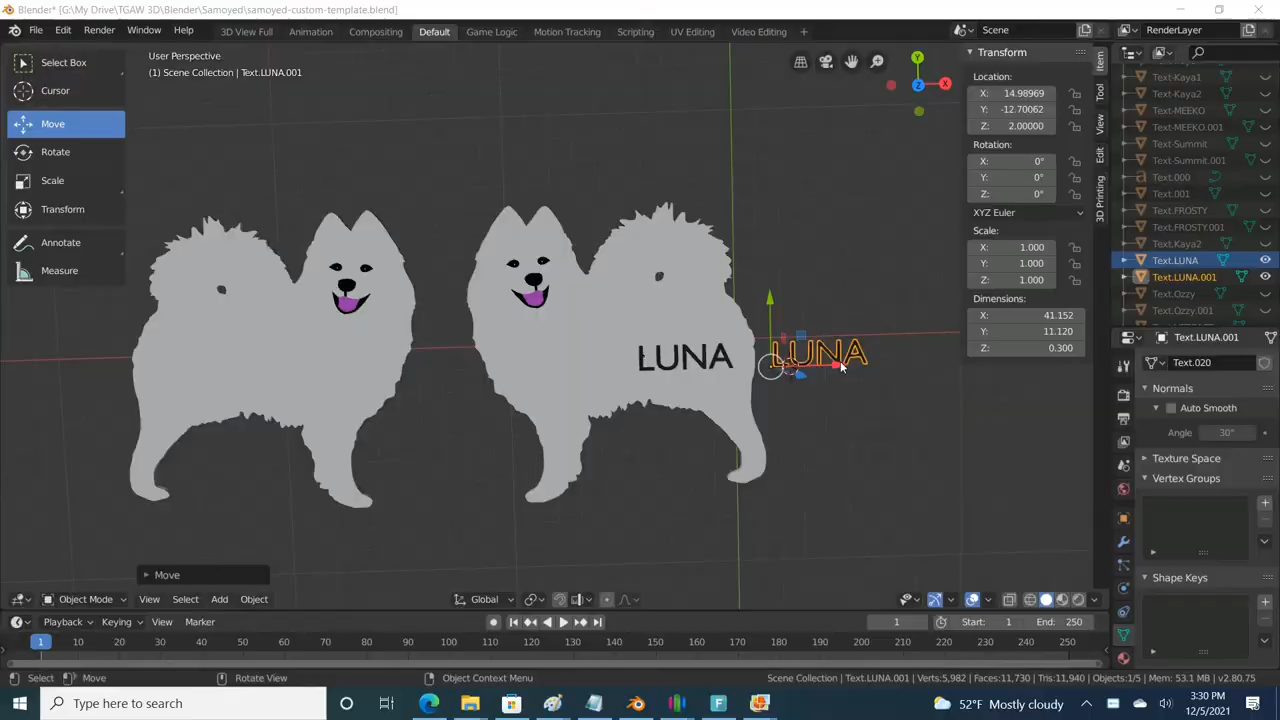 Blender* [G:\My Drive\TGAW 3D\Blender\Samoyed\samoyed-custom-template.blend]
File Edit Render Window Help
3D View Full Animation Compositing Default Game Logic Motion Tracking Scripting UV Editing Video Editing +
Scene
RenderLayer
Select Box
Cursor
Move
Rotate
Scale
Transform
Annotate
Measure
User Perspective
(1) Scene Collection | Text.LUNA.001
Y
X
Z
Transform
Location:
X: 14.98969
Y: -12.70062
Z: 2.00000
Rotation:
X: 0°
Y: 0°
Z: 0°
XYZ Euler
Scale:
X: 1.000
Y: 1.000
Z: 1.000
Dimensions:
X: 41.152
Y: 11.120
Z: 0.300
Item
Tool
View
Edit
3D Printing
Text-Kaya1
Text-Kaya2
Text-MEEKO
Text-MEEKO.001
Text-Summit
Text-Summit.001
Text.000
Text.001
Text.FROSTY
Text.FROSTY.001
Text.Kaya2
Text.LUNA
Text.LUNA.001
Text.Ozzy
Text.Ozzy.001
Text.LUNA.001
Text.020
Normals
Auto Smooth
Angle 30°
Texture Space
Vertex Groups
Shape Keys
LUNA
LUNA
Move
Object Mode View Select Add Object
Global
Playback Keying View Marker
1 Start: 1 End: 250
1 10 20 30 40 50 60 70 80 90 100 110 120 130 140 150 160 170 180 190 200 210 220 230 240 250
Select Move Rotate View Object Context Menu
Scene Collection | Text.LUNA.001 | Verts:5,982 | Faces:11,730 | Tris:11,940 | Objects:1/5 | Mem: 53.1 MB | v2.80.75
Type here to search
52°F Mostly cloudy
3:30 PM
12/5/2021